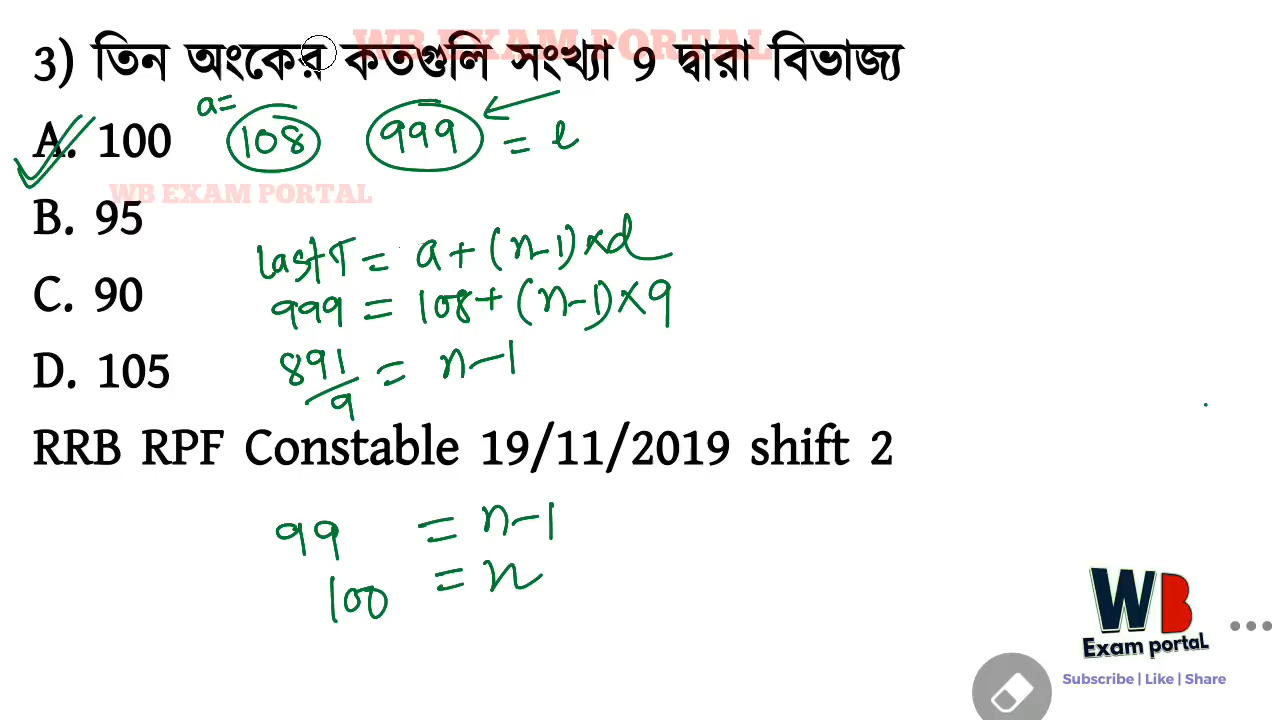 WB EXAM PORTAL
3) তিন অংকের কতগুলি সংখ্যা 9 দ্বারা বিভাজ্য
a=
A. 100 108 999 = l
WB EXAM PORTAL
B. 95
last T = a + (n-1)×d
C. 90
999 = 108 + (n-1)×9
D. 105
891/9 = n-1
RRB RPF Constable 19/11/2019 shift 2
99 = n-1
100 = n
WB
Exam portal
Subscribe | Like | Share